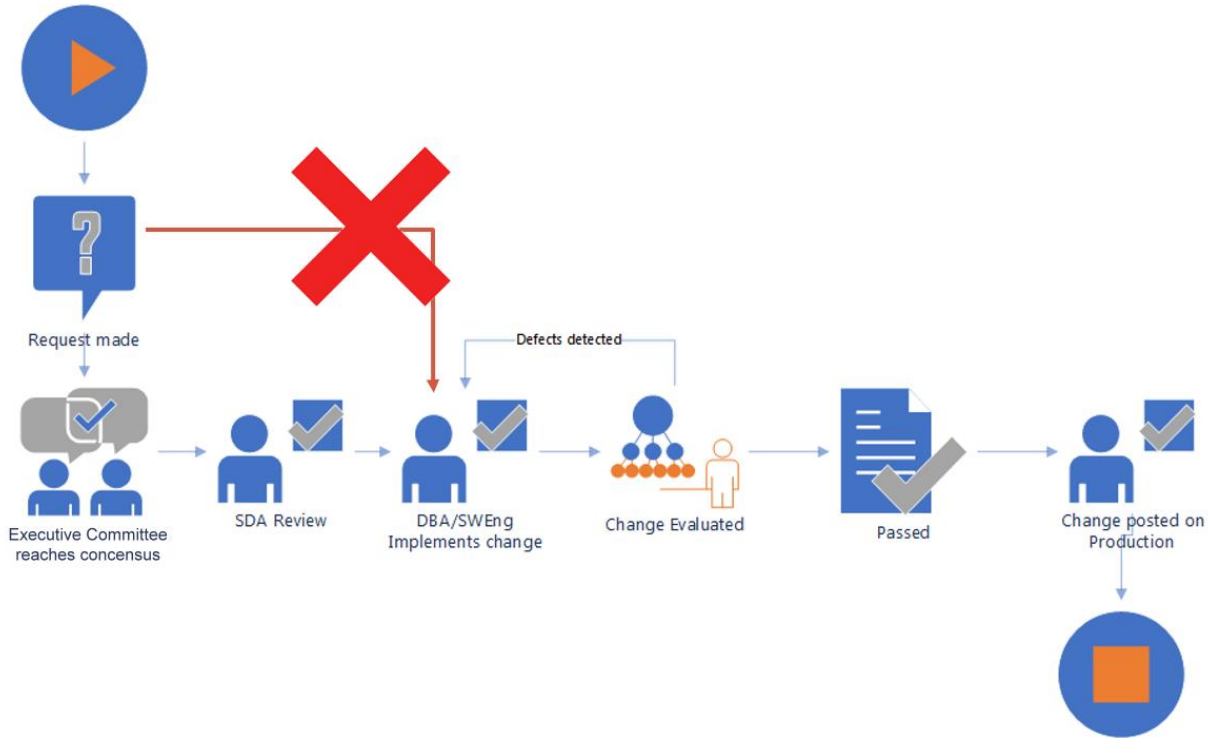 Request made
Defects detected
Executive Committee
reaches concensus
SDA Review
DBA/SWEng
Implements change
Change Evaluated
Passed
Change posted on
Production